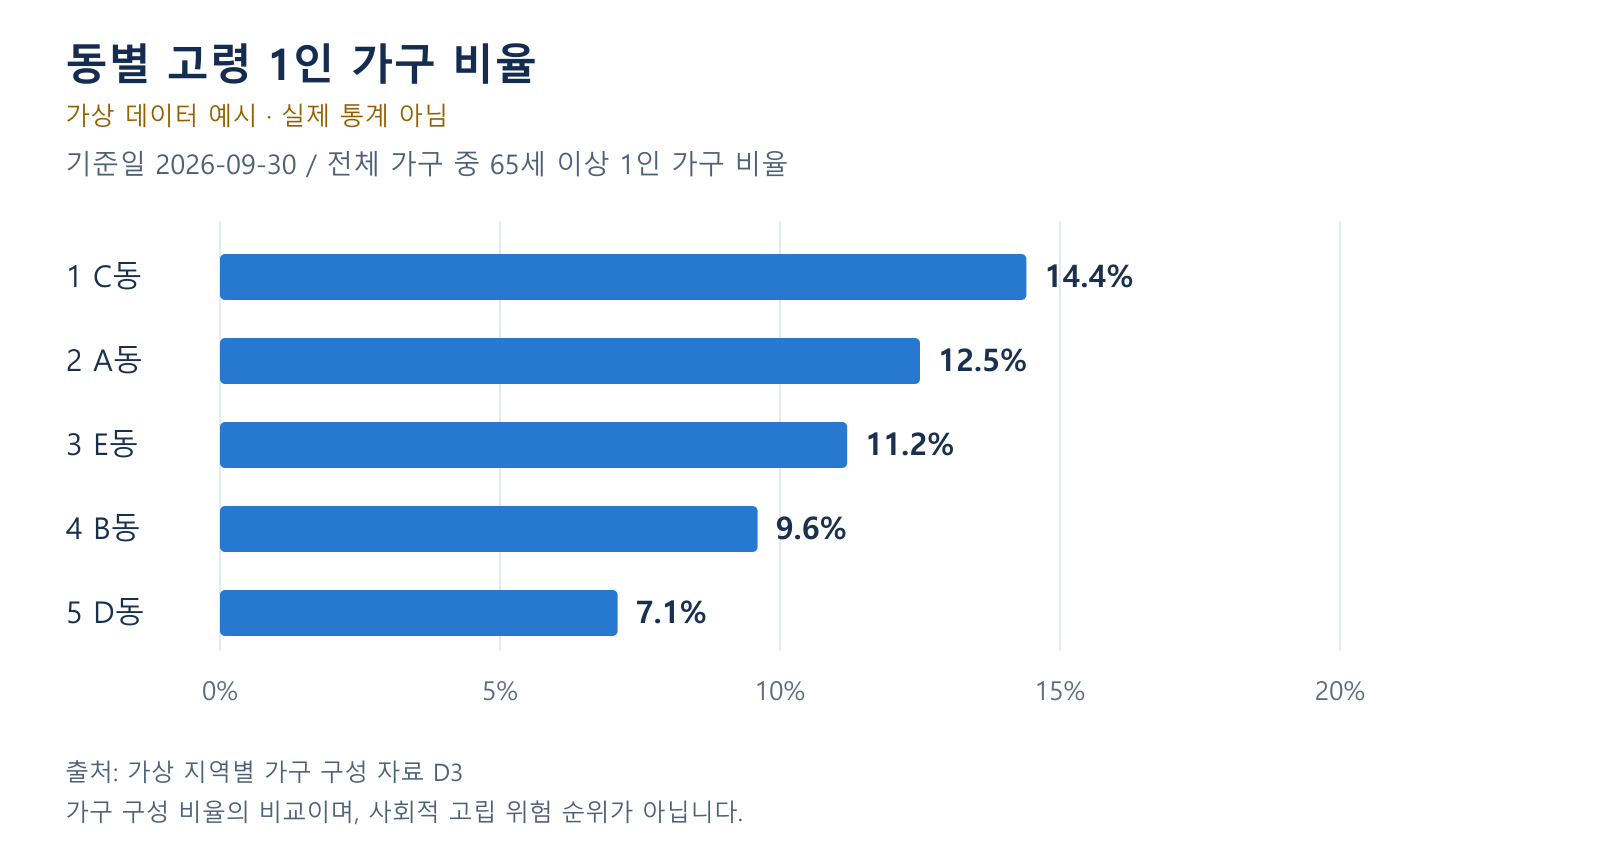 동별 고령 1인 가구 비율
가상 데이터 예시 · 실제 통계 아님
기준일 2026-09-30 / 전체 가구 중 65세 이상 1인 가구 비율
1 C동 14.4%
2 A동 12.5%
3 E동 11.2%
4 B동 9.6%
5 D동 7.1%
0% 5% 10% 15% 20%
출처: 가상 지역별 가구 구성 자료 D3
가구 구성 비율의 비교이며, 사회적 고립 위험 순위가 아닙니다.